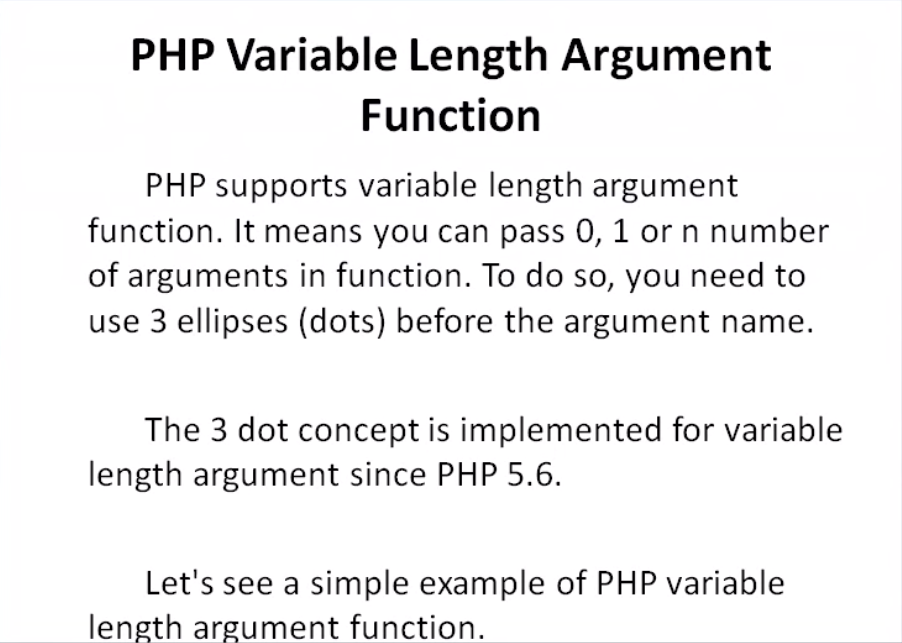 PHP Variable Length Argument
Function
PHP supports variable length argument
function. It means you can pass 0, 1 or n number
of arguments in function. To do so, you need to
use 3 ellipses (dots) before the argument name.
The 3 dot concept is implemented for variable
length argument since PHP 5.6.
Let's see a simple example of PHP variable
length argument function.